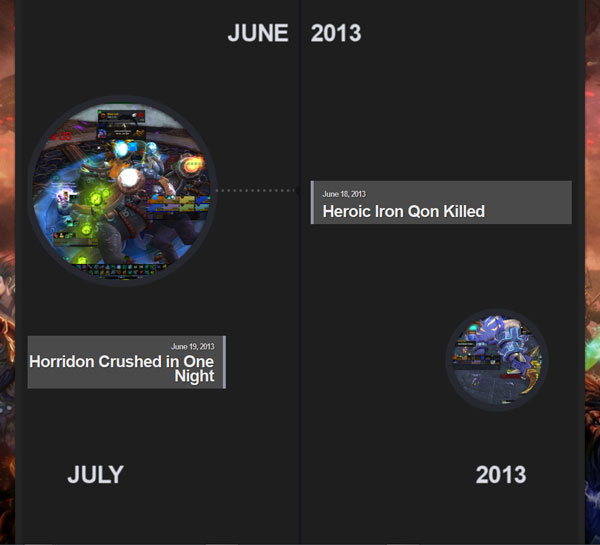 JUNE 2013
June 18, 2013
Heroic Iron Qon Killed
June 19, 2013
Horridon Crushed in One
Night
JULY 2013